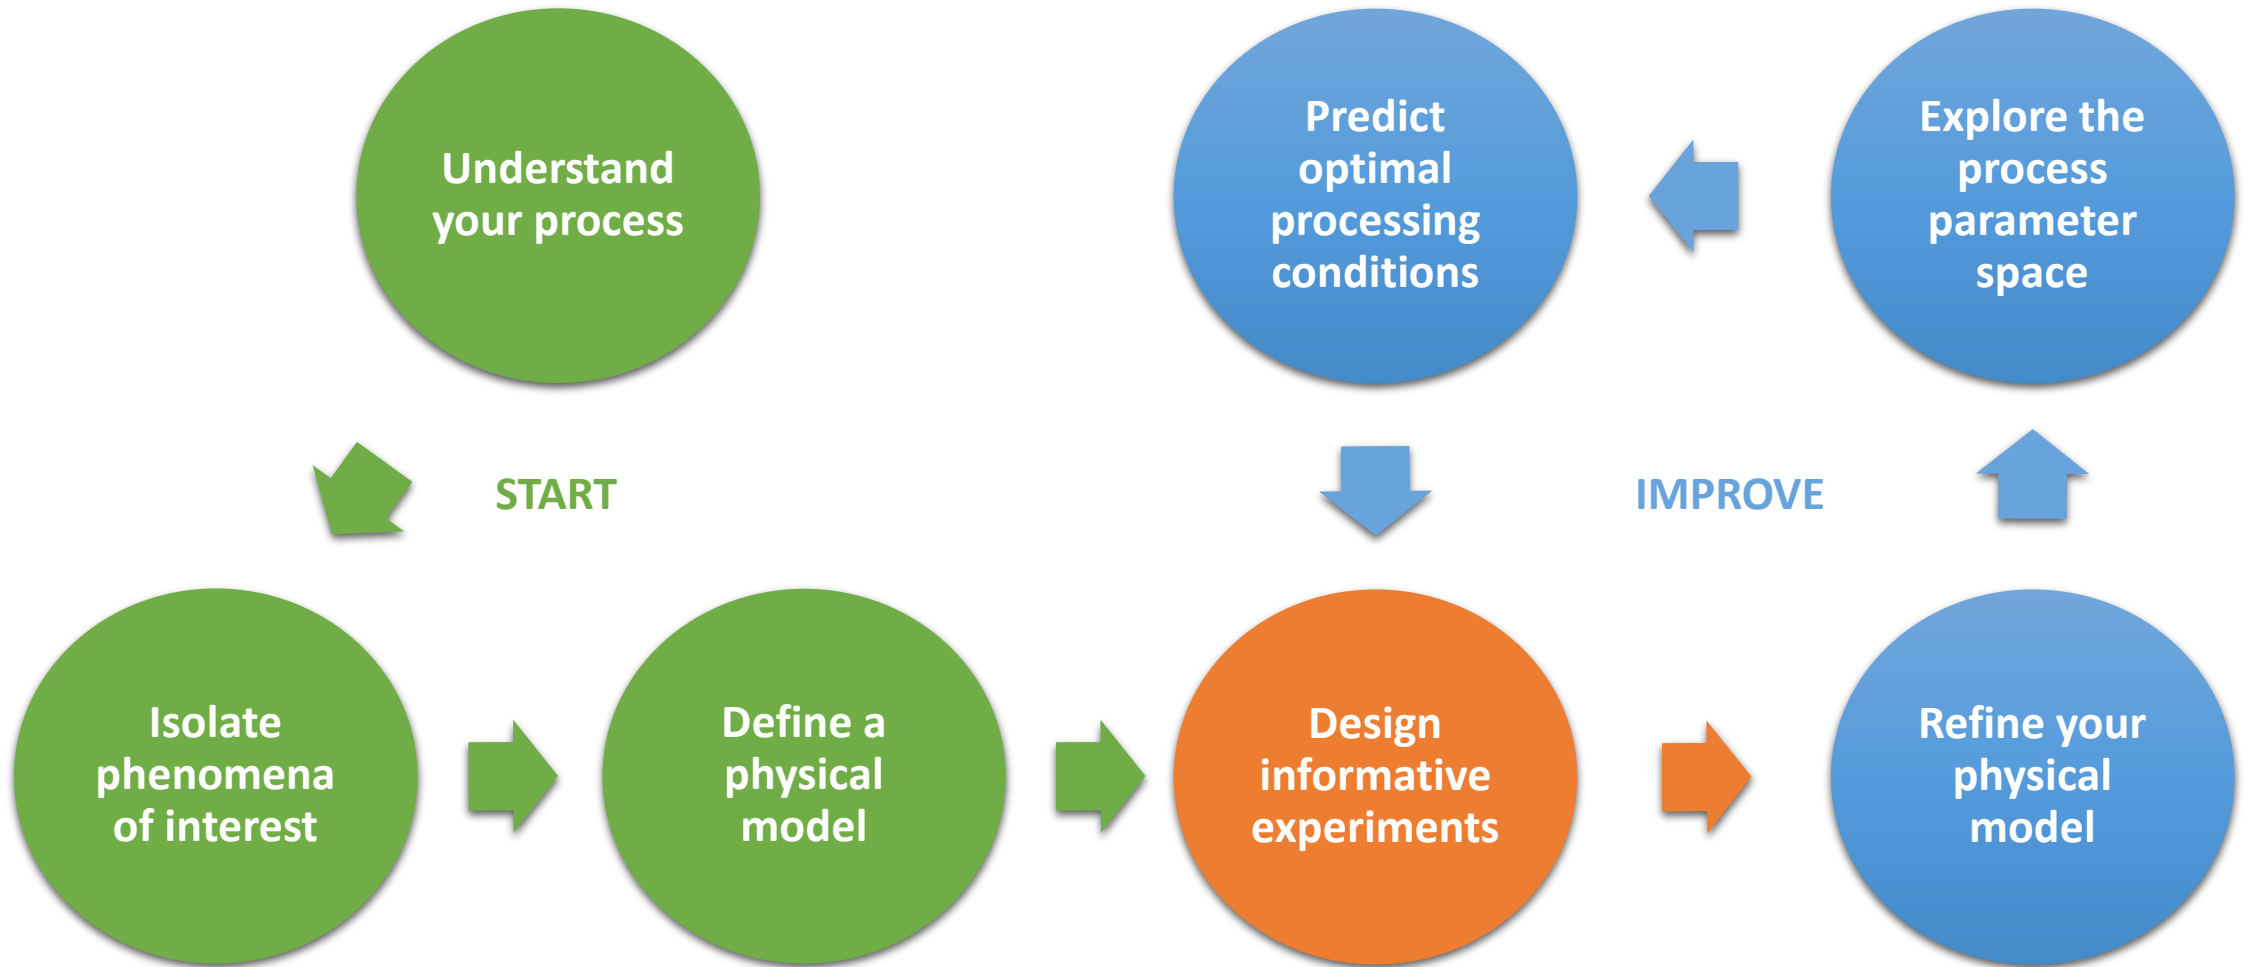 Understand
your process
Predict
optimal
processing
conditions
Explore the
process
parameter
space
START
IMPROVE
Isolate
phenomena
of interest
Define a
physical
model
Design
informative
experiments
Refine your
physical
model